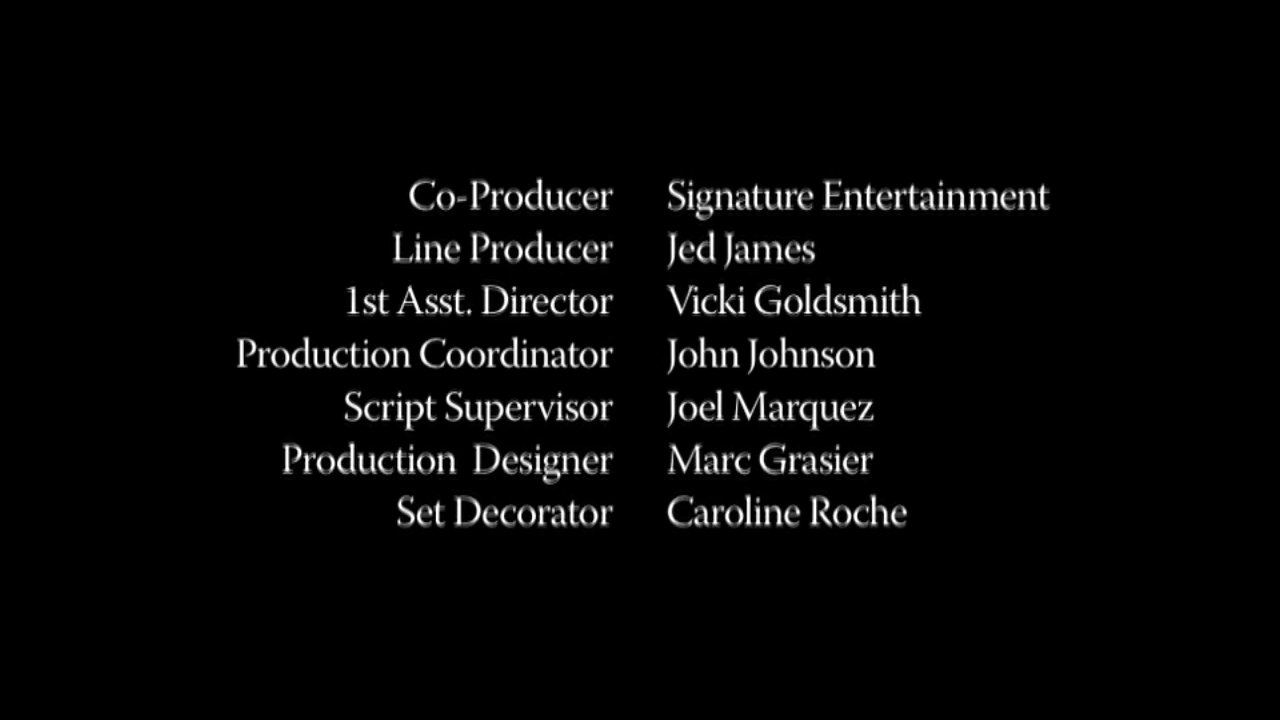 Co-Producer Signature Entertainment
Line Producer Jed James
1st Asst. Director Vicki Goldsmith
Production Coordinator John Johnson
Script Supervisor Joel Marquez
Production Designer Marc Grasier
Set Decorator Caroline Roche